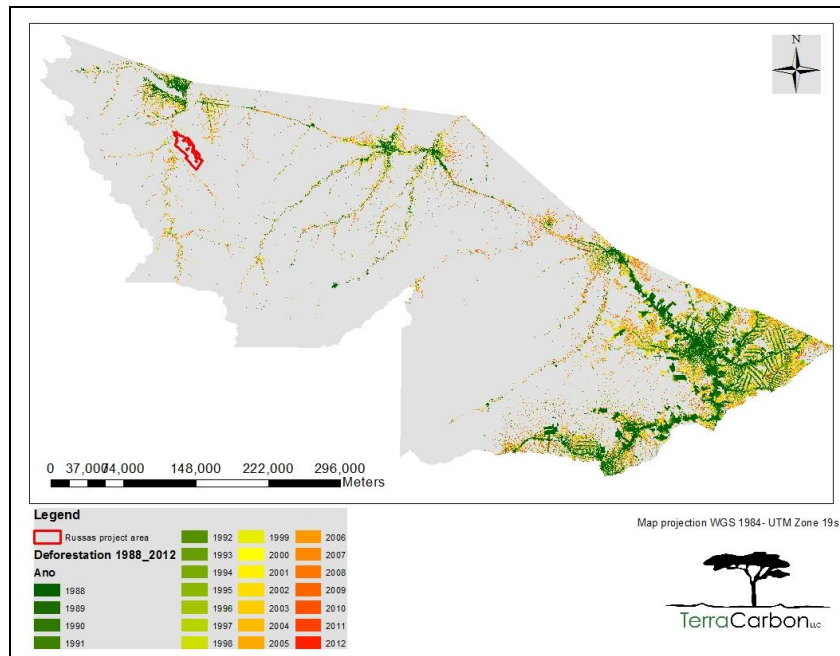 N
0 37,000 74,000 148,000 222,000 296,000
Meters
Legend
Russas project area
Deforestation 1988_2012
Ano
1988
1989
1990
1991
1992
1993
1994
1995
1996
1997
1998
1999
2000
2001
2002
2003
2004
2005
2006
2007
2008
2009
2010
2011
2012
Map projection WGS 1984- UTM Zone 19s
TerraCarbon LLC